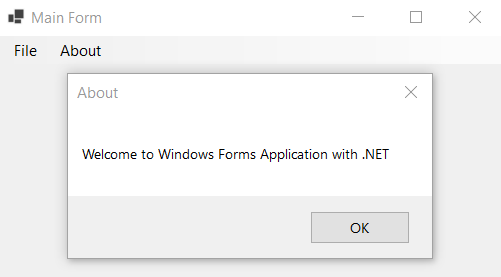 Main Form
File About
About
Welcome to Windows Forms Application with .NET
OK